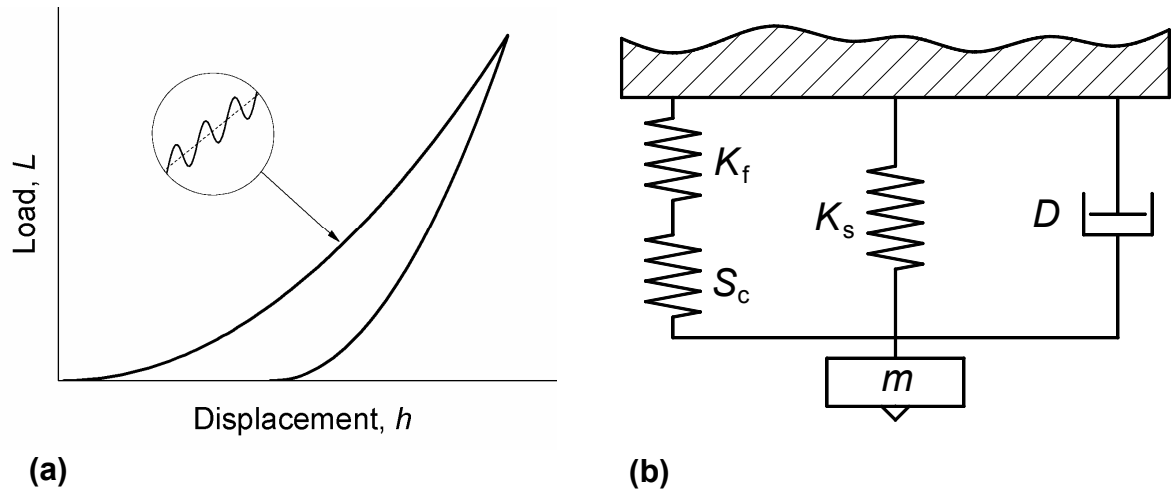 Load, L
Displacement, h
(a)
K_f
S_c
K_s
D
m
(b)